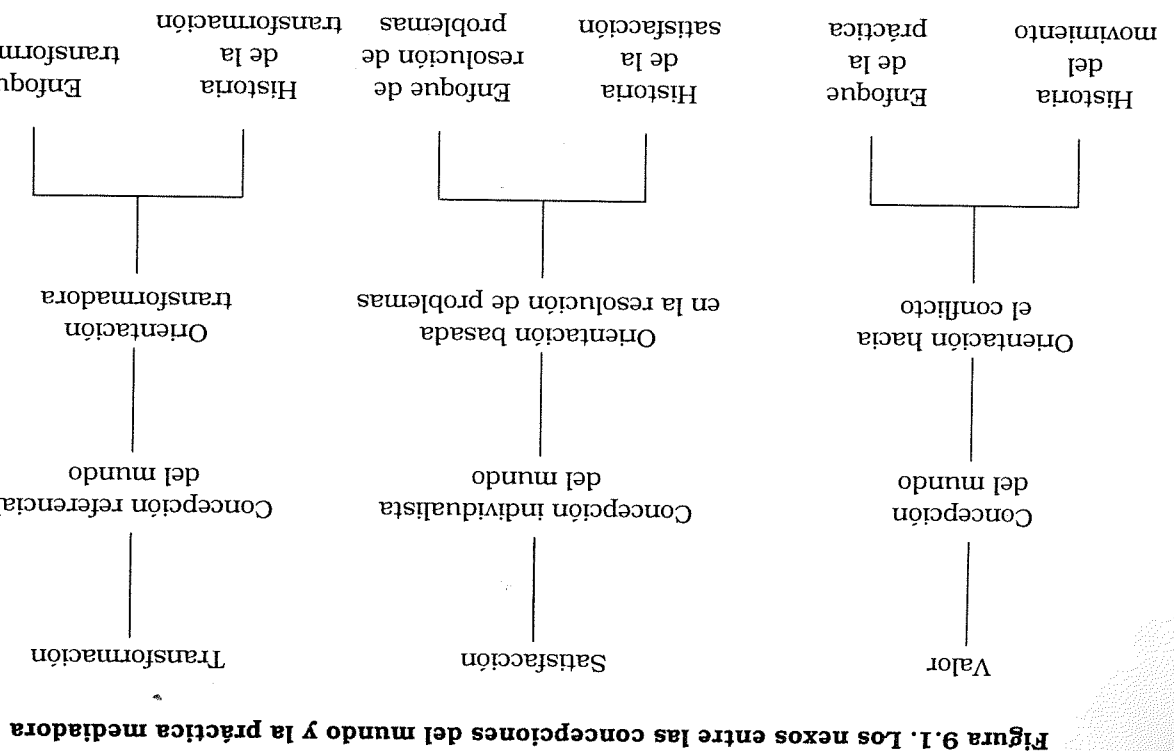 Figura 9.1. Los nexos entre las concepciones del mundo y la práctica mediadora
Valor
Satisfacción
Transformación
Concepción
del mundo
Concepción individualista
del mundo
Concepción referencial
del mundo
Orientación hacia
el conflicto
Orientación basada
en la resolución de problemas
Orientación
transformadora
Historia
del
movimiento
Enfoque
de la
práctica
Historia
de la
satisfacción
Enfoque de
resolución de
problemas
Historia
de la
transformación
Enfoque